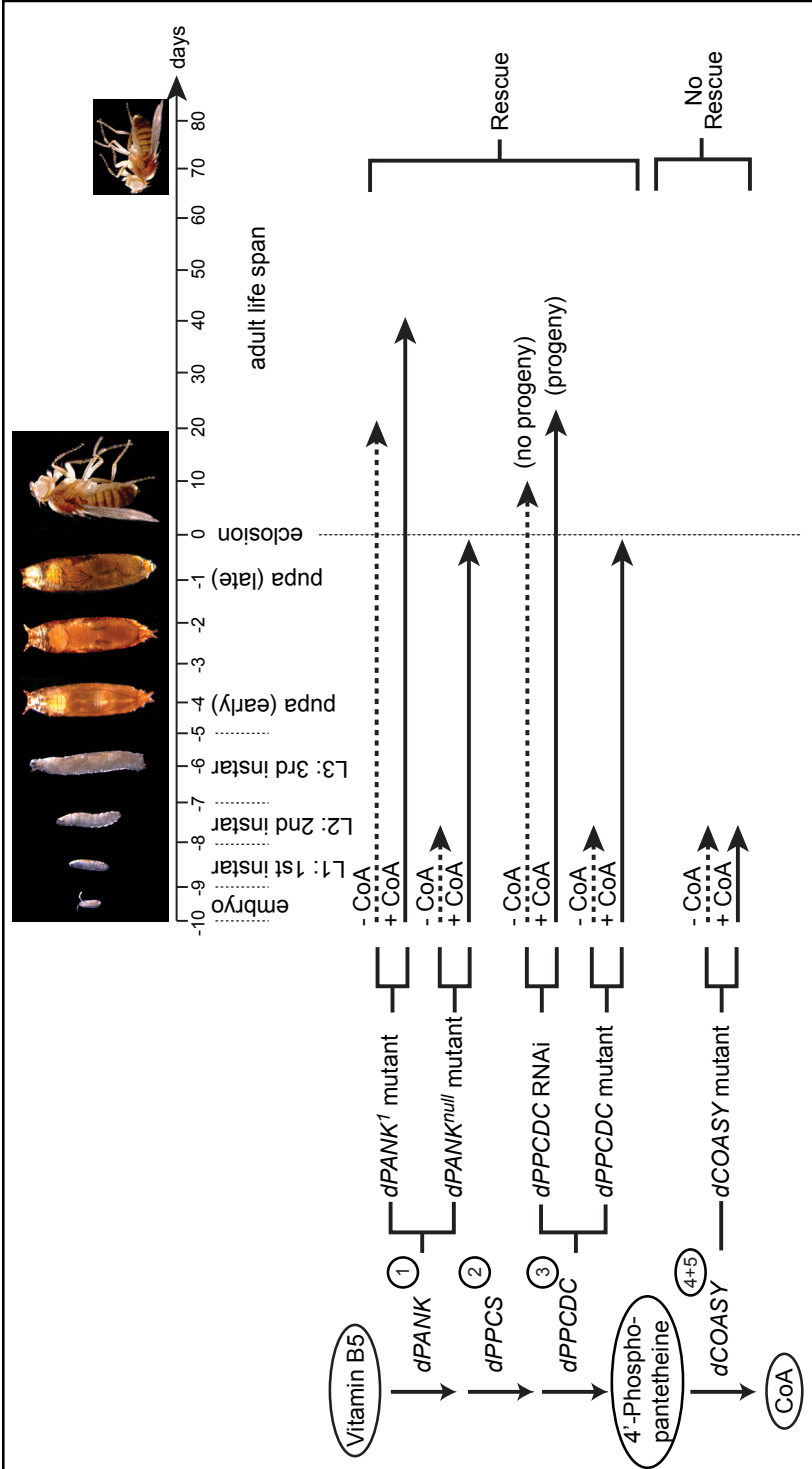 days
-10
-9
-8
-7
-6
-5
-4
-3
-2
-1
0
10
20
30
40
50
60
70
80
embryo
L1: 1st instar
L2: 2nd instar
L3: 3rd instar
pupa (early)
pupa (late)
eclosion
adult life span
Vitamin B5
dPANK
1
dPPCS
2
dPPCDC
3
4'-Phospho-
pantetheine
dCOASY
4+5
CoA
dPANK1 mutant
- CoA
+ CoA
dPANKnull mutant
- CoA
+ CoA
dPPCDC RNAi
- CoA
+ CoA
(no progeny)
(progeny)
dPPCDC mutant
- CoA
+ CoA
dCOASY mutant
- CoA
+ CoA
Rescue
No
Rescue